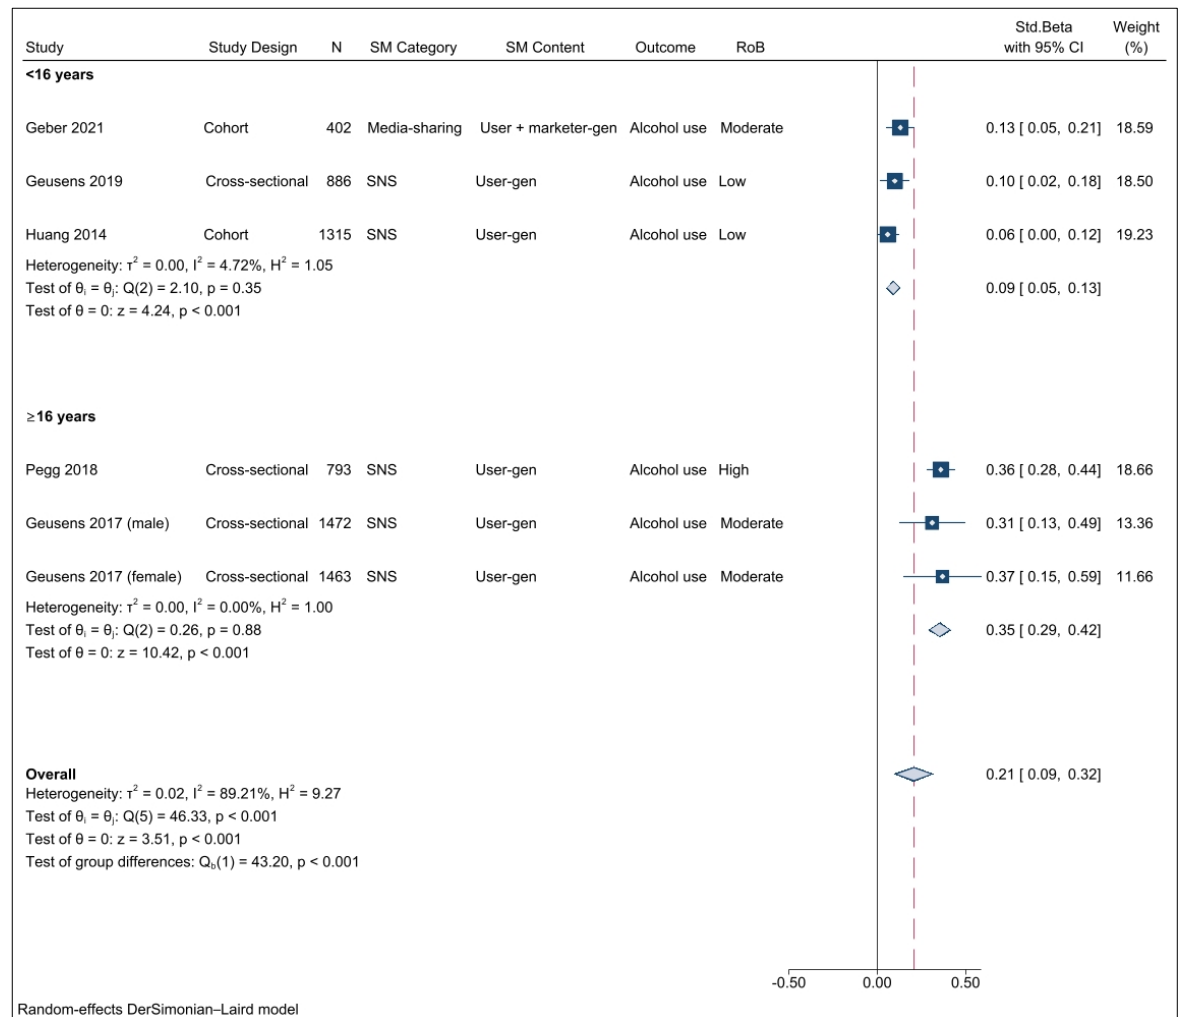 Std.Beta Weight
Study Study Design N SM Category SM Content Outcome RoB with 95% CI (%)
<16 years
Geber 2021 Cohort 402 Media-sharing User + marketer-gen Alcohol use Moderate 0.13 [ 0.05, 0.21] 18.59
Geusens 2019 Cross-sectional 886 SNS User-gen Alcohol use Low 0.10 [ 0.02, 0.18] 18.50
Huang 2014 Cohort 1315 SNS User-gen Alcohol use Low 0.06 [ 0.00, 0.12] 19.23
Heterogeneity: τ² = 0.00, I² = 4.72%, H² = 1.05
Test of θᵢ = θⱼ: Q(2) = 2.10, p = 0.35 0.09 [ 0.05, 0.13]
Test of θ = 0: z = 4.24, p < 0.001
≥16 years
Pegg 2018 Cross-sectional 793 SNS User-gen Alcohol use High 0.36 [ 0.28, 0.44] 18.66
Geusens 2017 (male) Cross-sectional 1472 SNS User-gen Alcohol use Moderate 0.31 [ 0.13, 0.49] 13.36
Geusens 2017 (female) Cross-sectional 1463 SNS User-gen Alcohol use Moderate 0.37 [ 0.15, 0.59] 11.66
Heterogeneity: τ² = 0.00, I² = 0.00%, H² = 1.00
Test of θᵢ = θⱼ: Q(2) = 0.26, p = 0.88 0.35 [ 0.29, 0.42]
Test of θ = 0: z = 10.42, p < 0.001
Overall 0.21 [ 0.09, 0.32]
Heterogeneity: τ² = 0.02, I² = 89.21%, H² = 9.27
Test of θᵢ = θⱼ: Q(5) = 46.33, p < 0.001
Test of θ = 0: z = 3.51, p < 0.001
Test of group differences: Q_b(1) = 43.20, p < 0.001
-0.50 0.00 0.50
Random-effects DerSimonian–Laird model